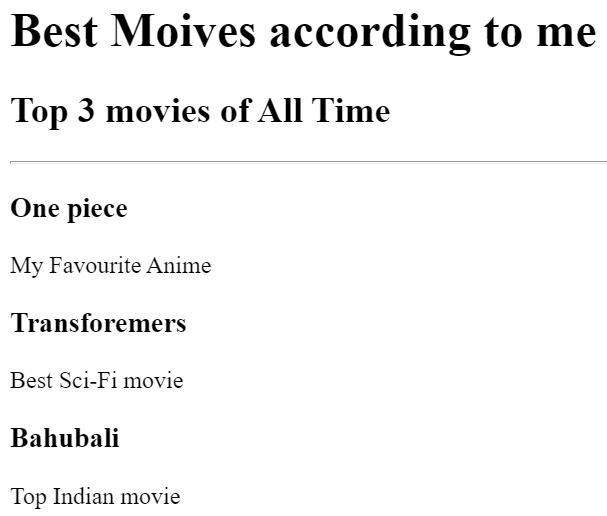 Best Moives according to me
Top 3 movies of All Time
One piece
My Favourite Anime
Transforemers
Best Sci-Fi movie
Bahubali
Top Indian movie